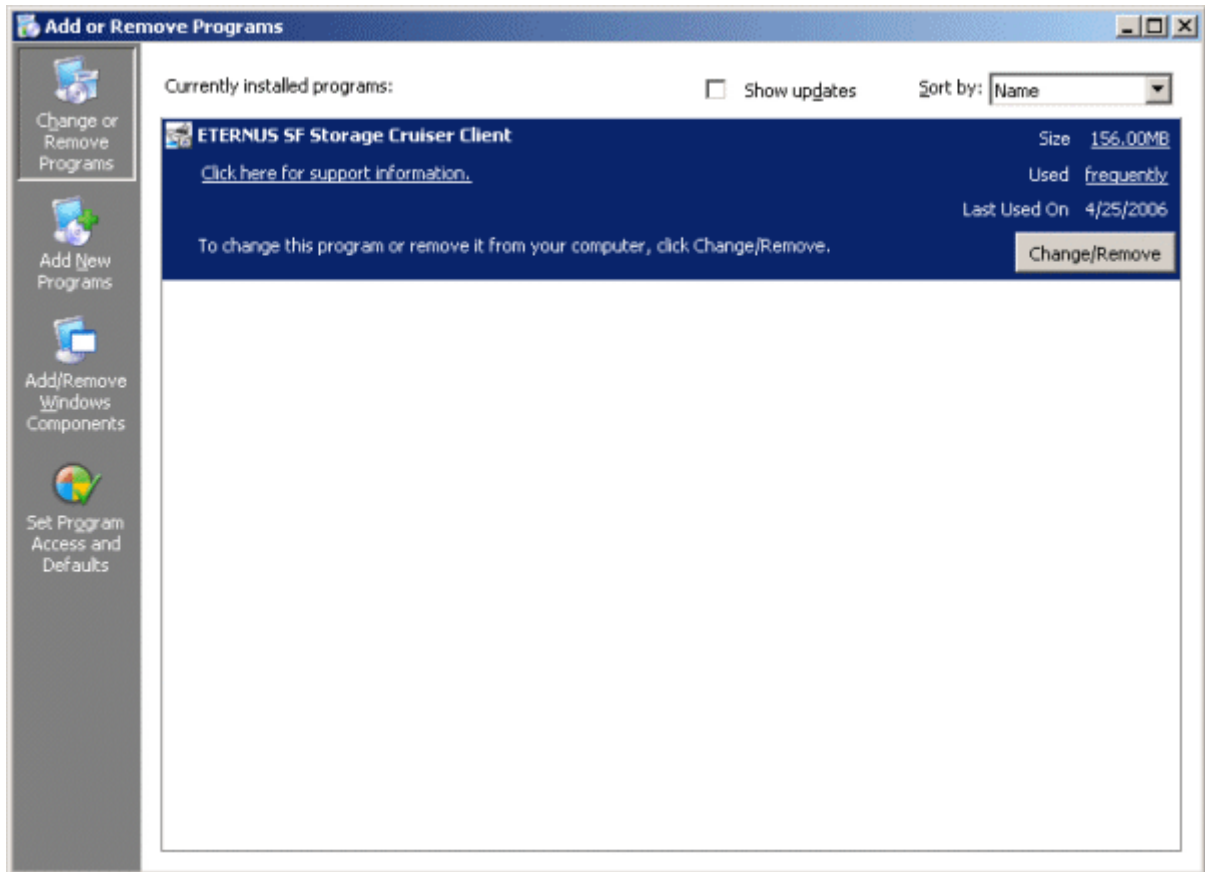 Add or Remove Programs
Change or
Remove
Programs
Add New
Programs
Add/Remove
Windows
Components
Set Program
Access and
Defaults
Currently installed programs:
Show updates
Sort by: Name
ETERNUS SF Storage Cruiser Client
Size 156.00MB
Click here for support information.
Used frequently
Last Used On 4/25/2006
To change this program or remove it from your computer, click Change/Remove.
Change/Remove